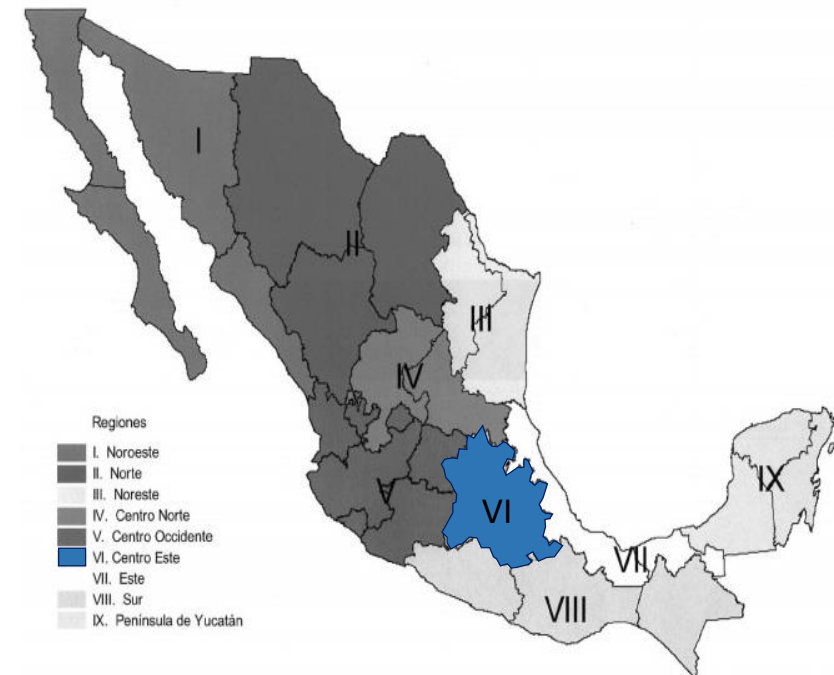 I
II
III
IV
V
VI
VII
VIII
IX
Regiones
I. Noroeste
II. Norte
III. Noreste
IV. Centro Norte
V. Centro Occidente
VI. Centro Este
VII. Este
VIII. Sur
IX. Península de Yucatán